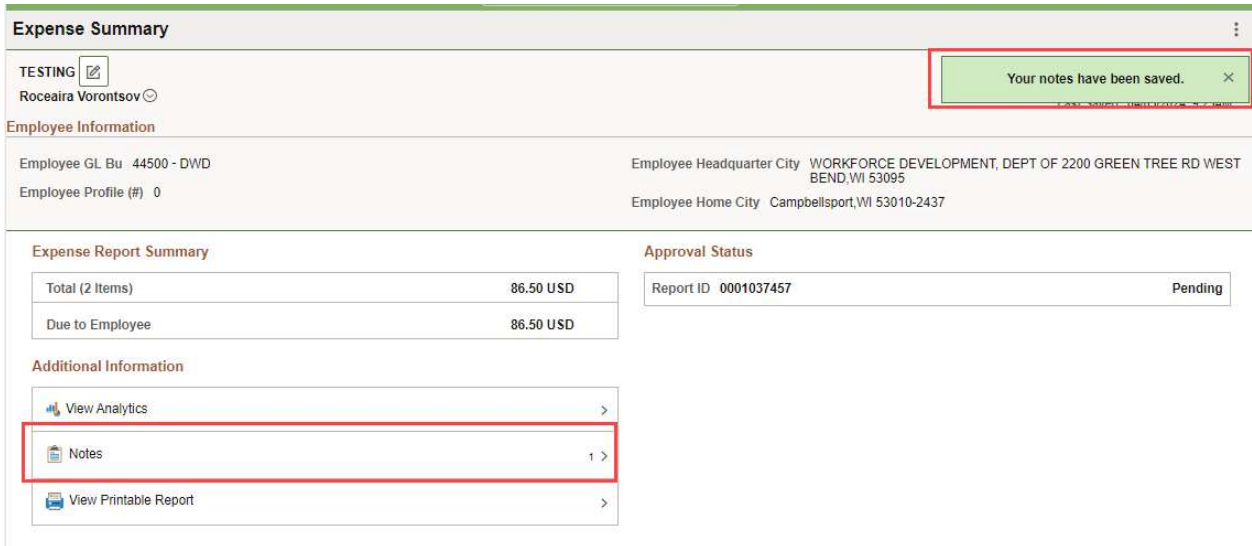 Expense Summary
TESTING
Your notes have been saved.
Roceaira Vorontsov
Employee Information
Employee GL Bu 44500 - DWD
Employee Headquarter City WORKFORCE DEVELOPMENT, DEPT OF 2200 GREEN TREE RD WEST
BEND,WI 53095
Employee Profile (#) 0
Employee Home City Campbellsport,WI 53010-2437
Expense Report Summary
Approval Status
Total (2 Items) 86.50 USD
Report ID 0001037457 Pending
Due to Employee 86.50 USD
Additional Information
View Analytics
Notes 1
View Printable Report